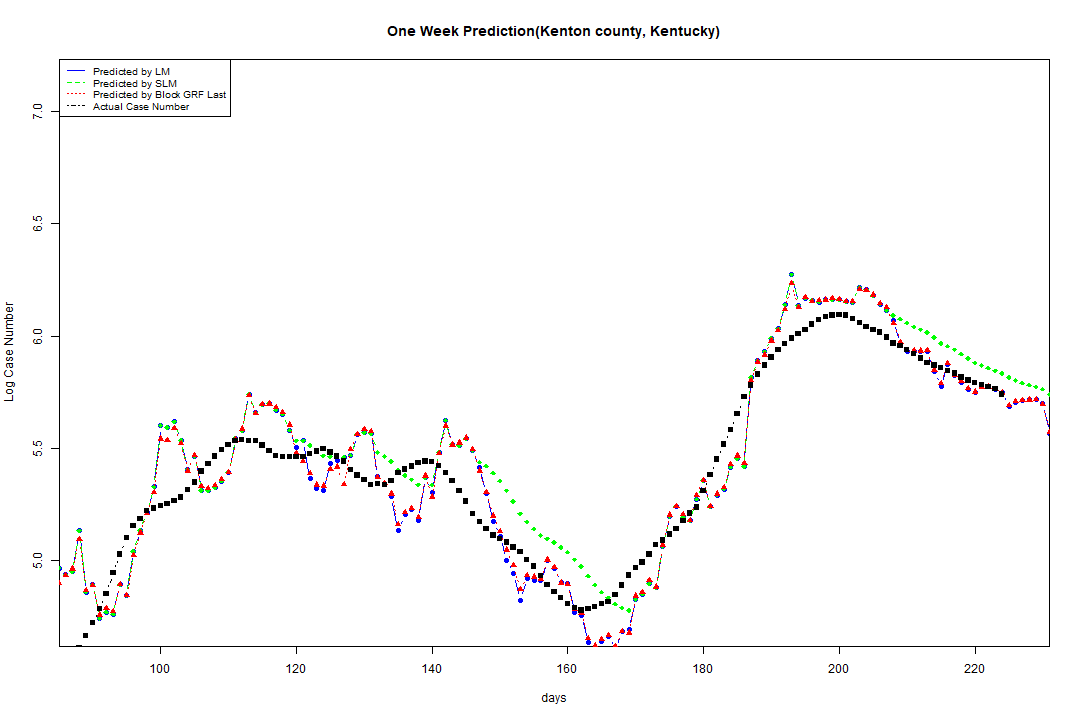 One Week Prediction(Kenton county, Kentucky)
Predicted by LM
Predicted by SLM
Predicted by Block GRF Last
Actual Case Number
7.0
6.5
6.0
5.5
5.0
Log Case Number
100 120 140 160 180 200 220
days